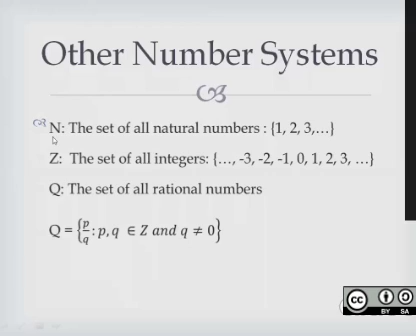 Other Number Systems
N: The set of all natural numbers : {1, 2, 3,...}
Z: The set of all integers: {..., -3, -2, -1, 0, 1, 2, 3, ...}
Q: The set of all rational numbers
Q = {p/q : p, q ∈ Z and q ≠ 0}
cc
BY SA